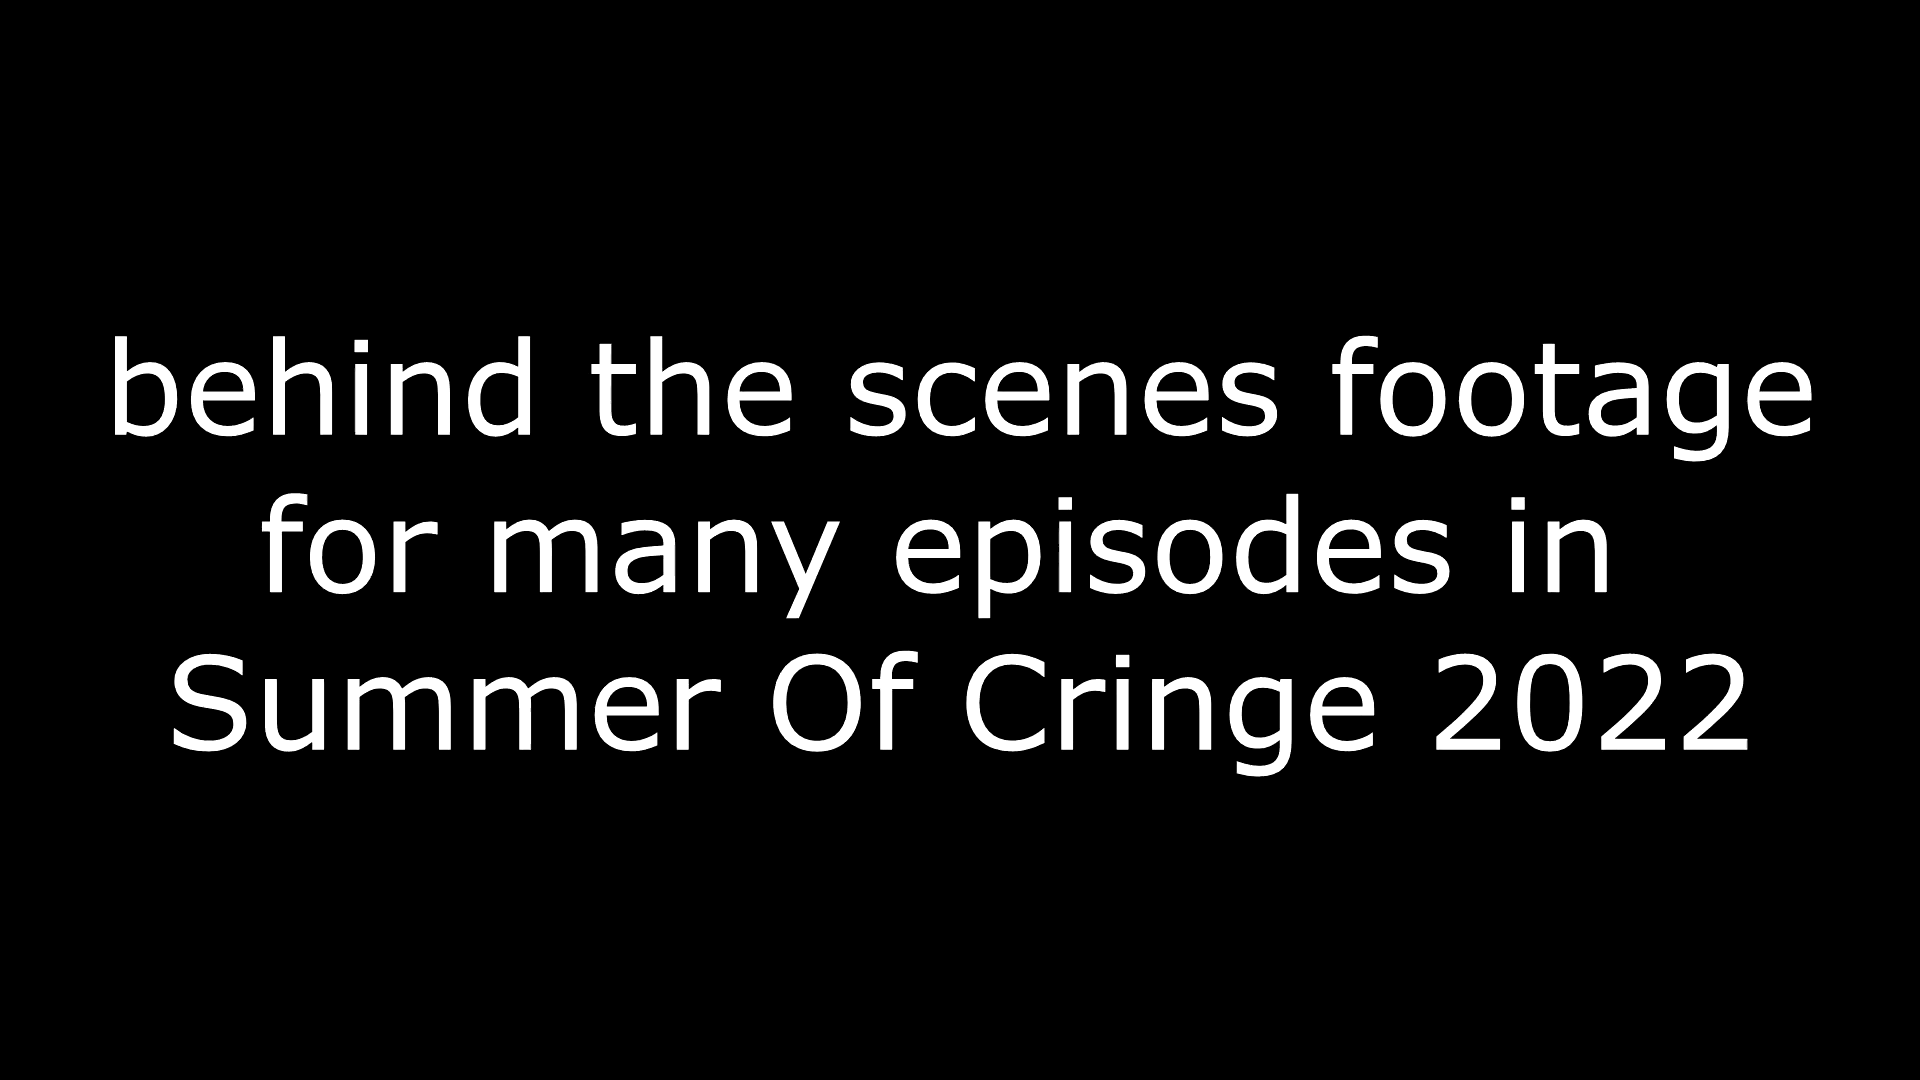 behind the scenes footage
for many episodes in
Summer Of Cringe 2022